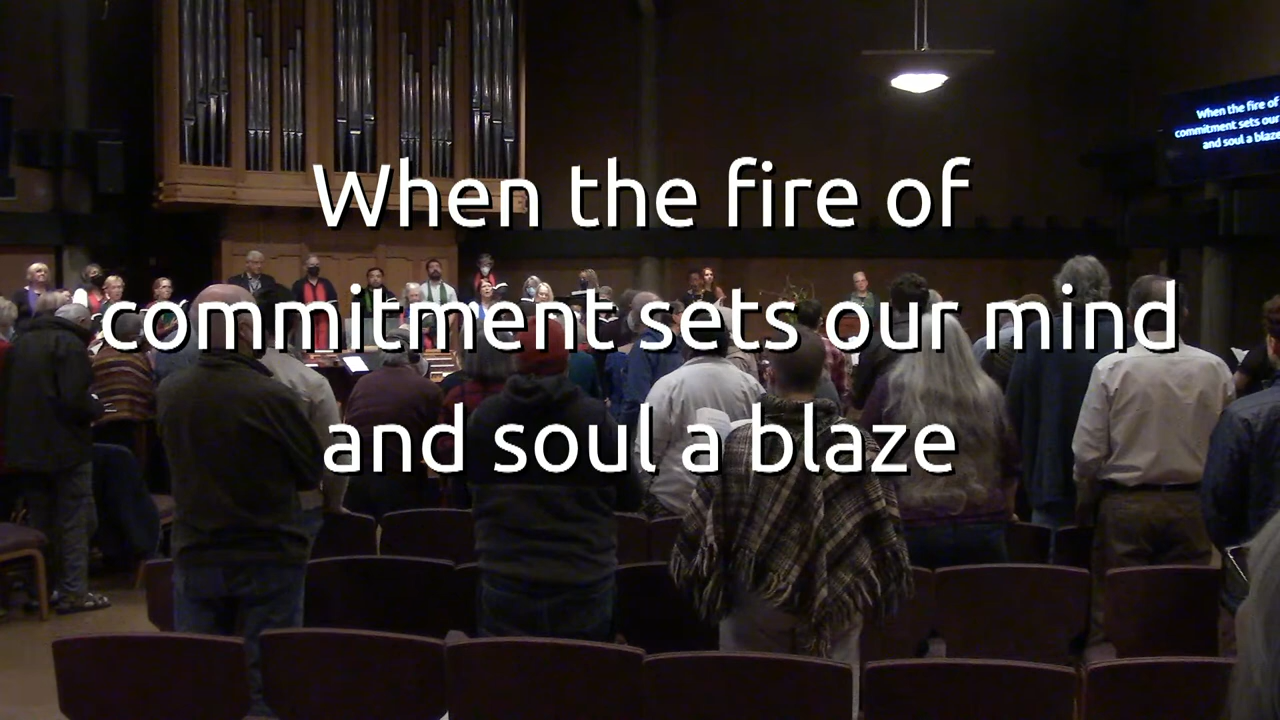 When the fire of
commitment sets our mind
and soul a blaze
When the fire of
commitment sets our
and soul a blaze